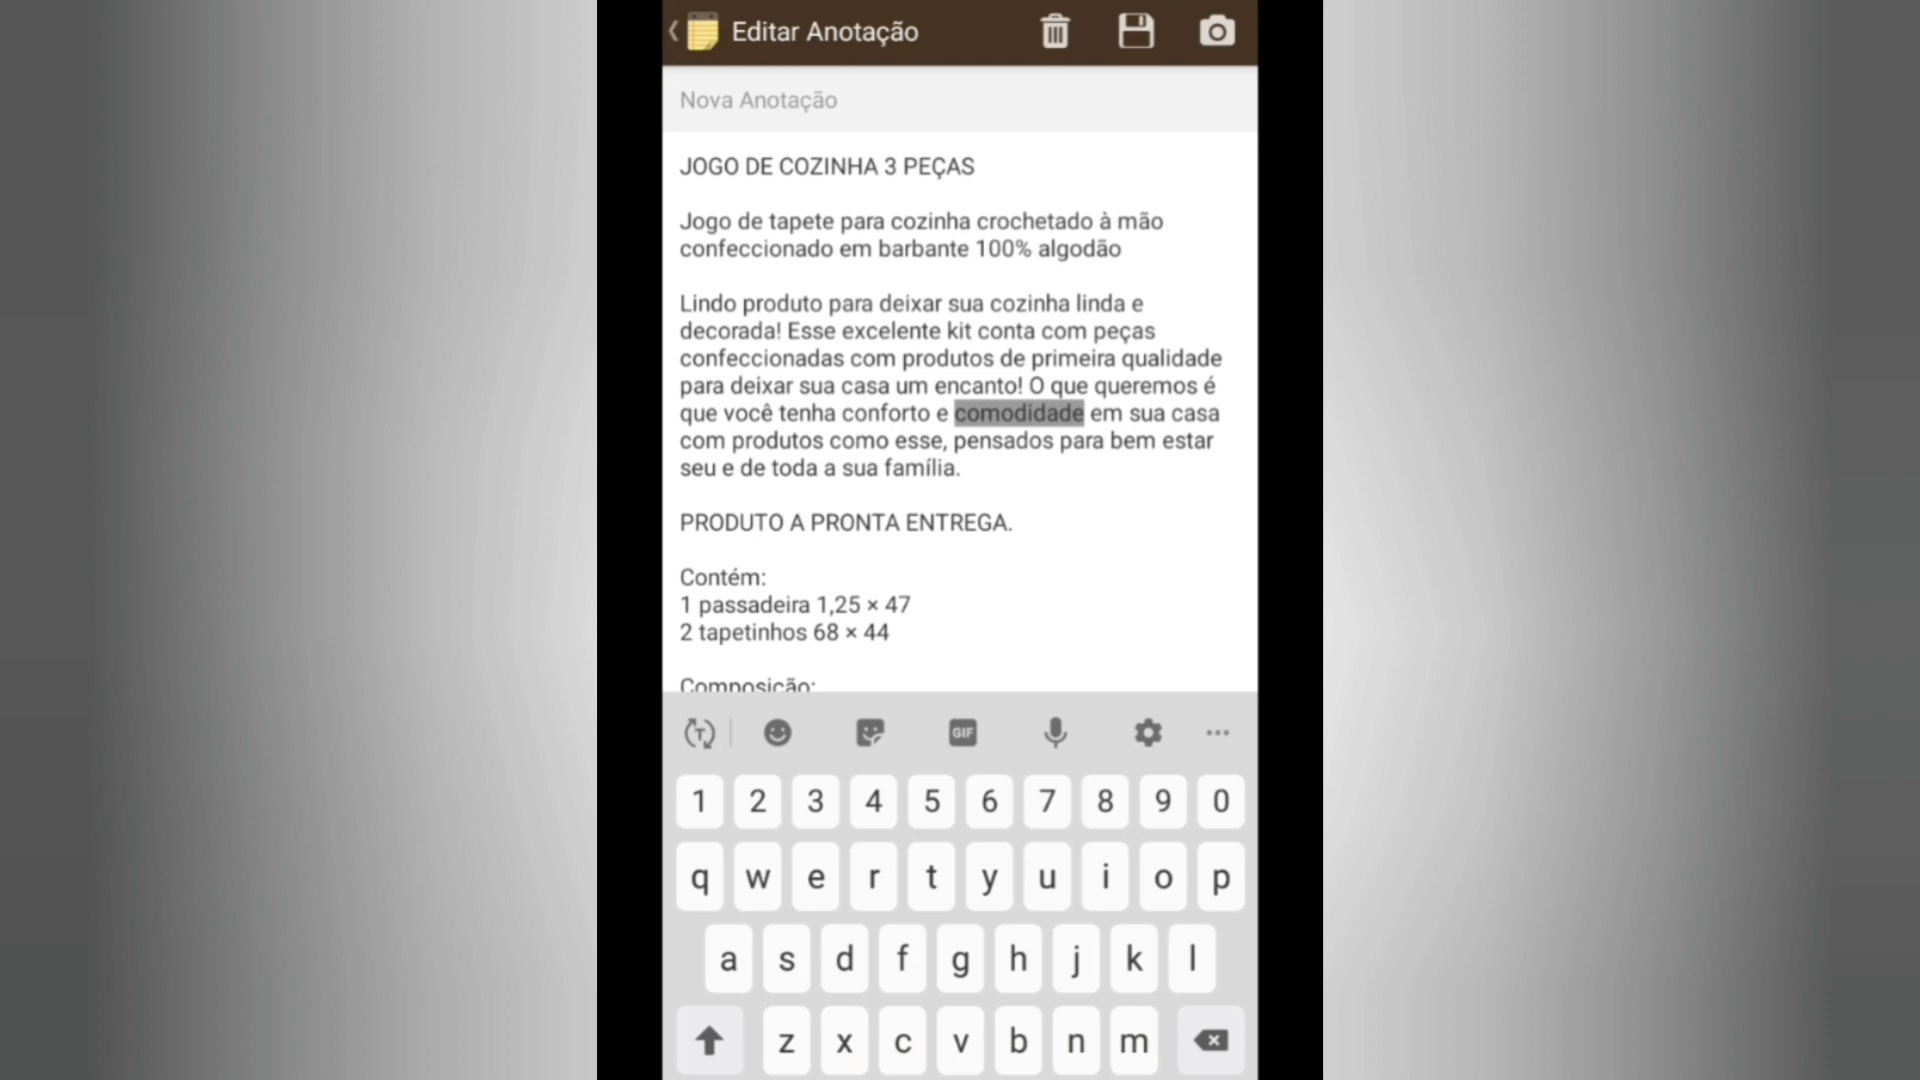 Editar Anotação
Nova Anotação
JOGO DE COZINHA 3 PEÇAS
Jogo de tapete para cozinha crochetado à mão
confeccionado em barbante 100% algodão
Lindo produto para deixar sua cozinha linda e
decorada! Esse excelente kit conta com peças
confeccionadas com produtos de primeira qualidade
para deixar sua casa um encanto! O que queremos é
que você tenha conforto e comodidade em sua casa
com produtos como esse, pensados para bem estar
seu e de toda a sua família.
PRODUTO A PRONTA ENTREGA.
Contém:
1 passadeira 1,25 × 47
2 tapetinhos 68 × 44
Composição:
T GIF
1 2 3 4 5 6 7 8 9 0
q w e r t y u i o p
a s d f g h j k l
z x c v b n m